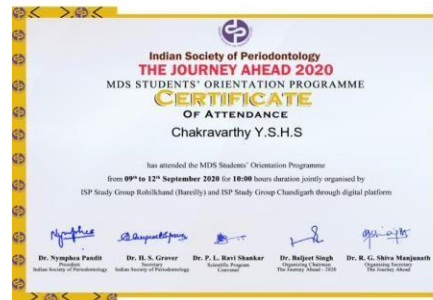 Indian Society of Periodontology
THE JOURNEY AHEAD 2020
MDS STUDENTS' ORIENTATION PROGRAMME
CERTIFICATE
OF ATTENDANCE
Chakravarthy Y.S.H.S
has attended the MDS Students' Orientation Programme
from 09th to 12th September 2020 for 10:00 hours duration jointly organised by
ISP Study Group Rohilkhand (Bareilly) and ISP Study Group Chandigarh through digital platform
Dr. Nymphea Pandit
President
Indian Society of Periodontology
Dr. H. S. Grover
Secretary
Indian Society of Periodontology
Dr. P. L. Ravi Shankar
Scientific Program
Convener
Dr. Baljeet Singh
Organizing Chairman
The Journey Ahead - 2020
Dr. R. G. Shiva Manjunath
Organizing Secretary
The Journey Ahead